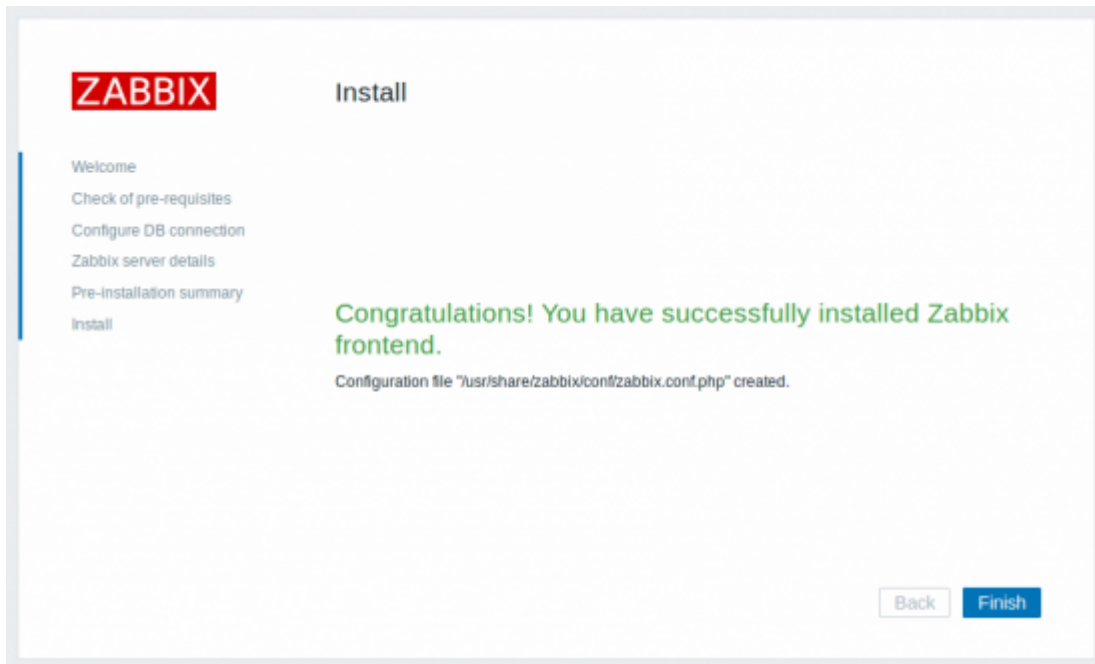 ZABBIX
Install
Welcome
Check of pre-requisites
Configure DB connection
Zabbix server details
Pre-installation summary
Install
Congratulations! You have successfully installed Zabbix
frontend.
Configuration file "/usr/share/zabbix/conf/zabbix.conf.php" created.
Back
Finish